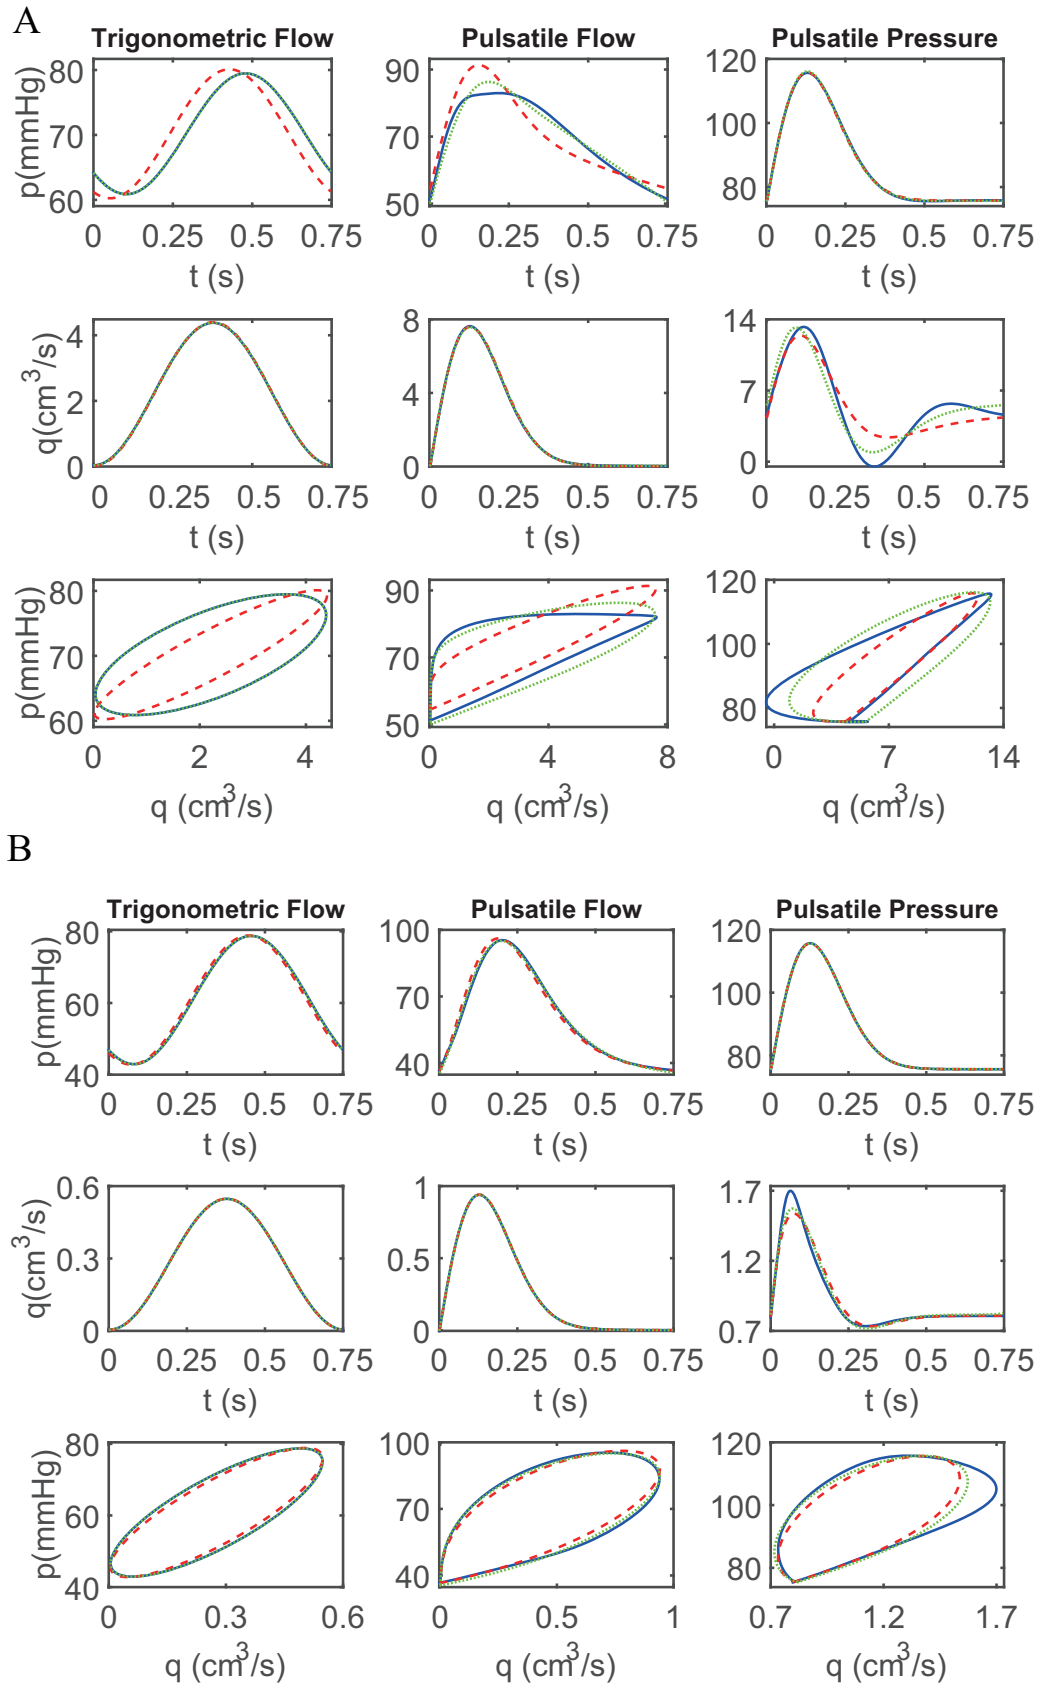 A
Trigonometric Flow Pulsatile Flow Pulsatile Pressure
p(mmHg) 80 70 60 0 0.25 0.5 0.75 t (s)
90 70 50 0 0.25 0.5 0.75 t (s)
120 100 80 0 0.25 0.5 0.75 t (s)
q(cm³/s) 4 2 0 0 0.25 0.5 0.75 t (s)
8 4 0 0 0.25 0.5 0.75 t (s)
14 7 0 0 0.25 0.5 0.75 t (s)
p(mmHg) 80 70 60 0 2 4 q (cm³/s)
90 70 50 0 4 8 q (cm³/s)
120 100 80 0 7 14 q (cm³/s)
B
Trigonometric Flow Pulsatile Flow Pulsatile Pressure
p(mmHg) 80 60 40 0 0.25 0.5 0.75 t (s)
100 70 40 0 0.25 0.5 0.75 t (s)
120 100 80 0 0.25 0.5 0.75 t (s)
q(cm³/s) 0.6 0.3 0 0 0.25 0.5 0.75 t (s)
1 0.5 0 0 0.25 0.5 0.75 t (s)
1.7 1.2 0.7 0 0.25 0.5 0.75 t (s)
p(mmHg) 80 60 40 0 0.3 0.6 q (cm³/s)
100 70 40 0 0.5 1 q (cm³/s)
120 100 80 0.7 1.2 1.7 q (cm³/s)